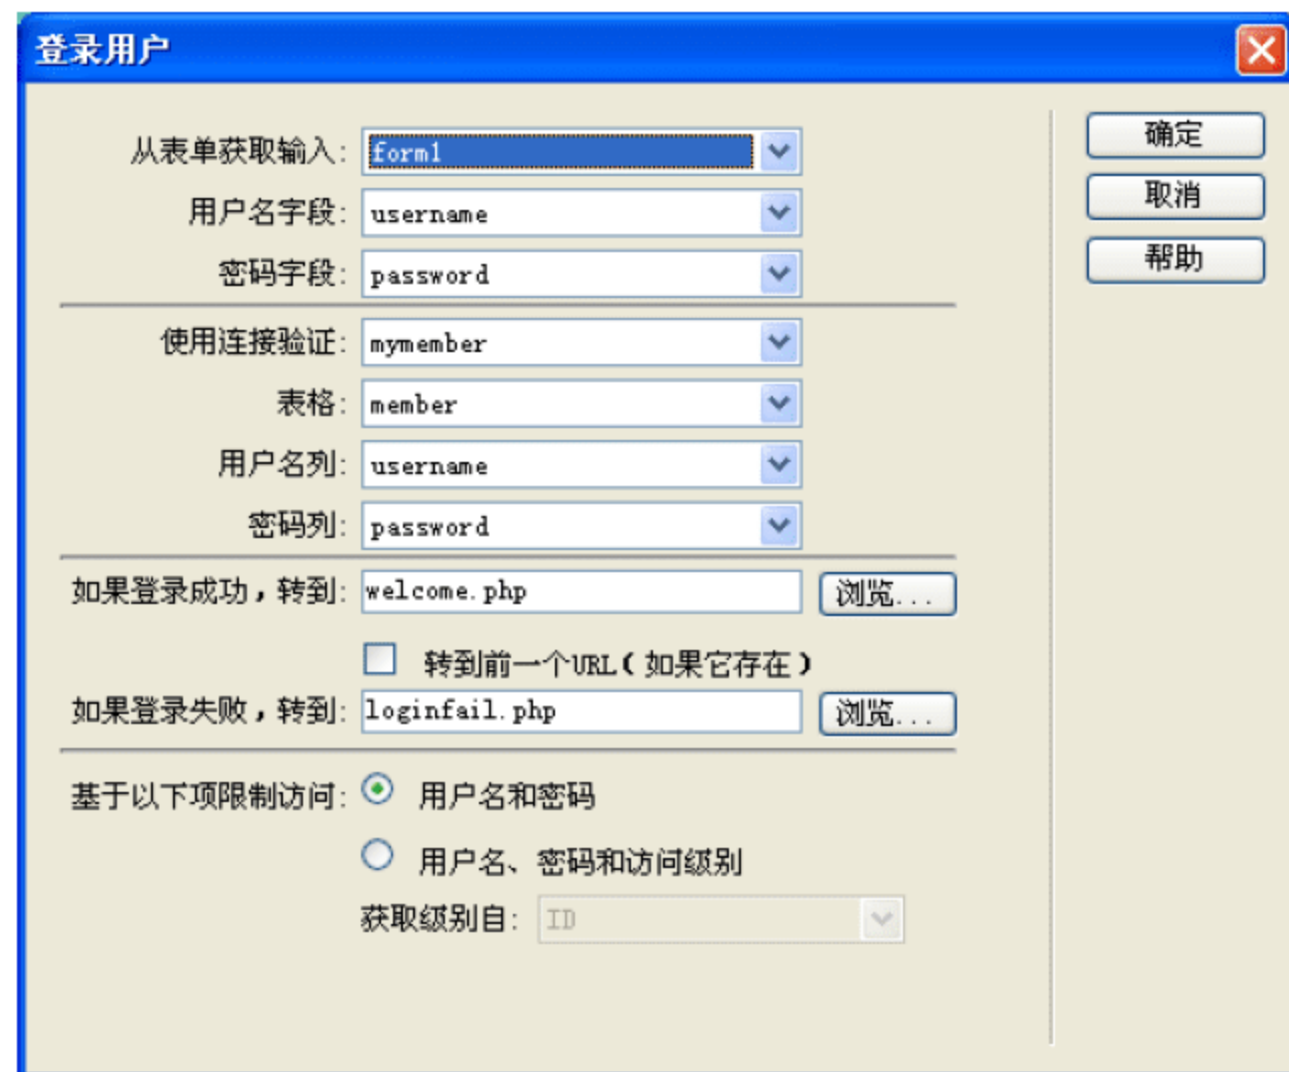 登录用户
从表单获取输入: form1
确定
用户名字段: username
取消
密码字段: password
帮助
使用连接验证: mymember
表格: member
用户名列: username
密码列: password
如果登录成功，转到: welcome.php 浏览...
转到前一个URL(如果它存在)
如果登录失败，转到: loginfail.php 浏览...
基于以下项限制访问: 用户名和密码
用户名、密码和访问级别
获取级别自: ID